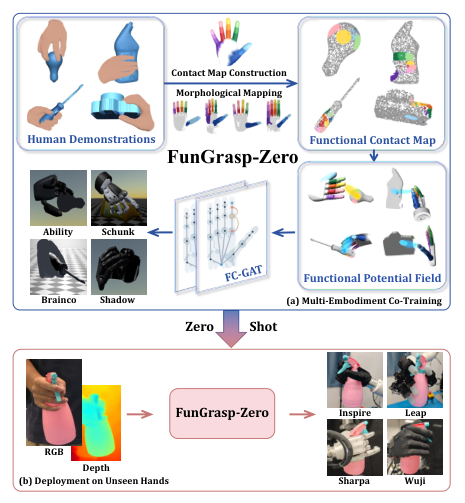 Contact Map Construction
Morphological Mapping
Human Demonstrations
Functional Contact Map
FunGrasp-Zero
Ability
Schunk
Brainco
Shadow
FC-GAT
Functional Potential Field
(a) Multi-Embodiment Co-Training
Zero Shot
RGB
Depth
FunGrasp-Zero
Inspire
Leap
Sharpa
Wuji
(b) Deployment on Unseen Hands